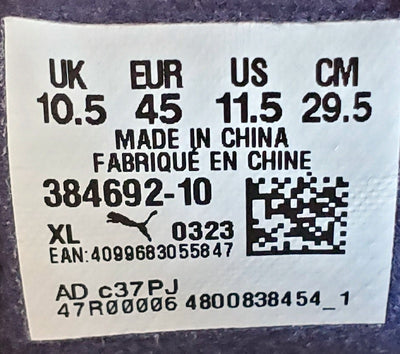 UK EUR US CM
10.5 45 11.5 29.5
MADE IN CHINA
FABRIQUÉ EN CHINE
384692-10
XL 0323
EAN:4099683055847
AD c37PJ
47R00006 4800838454_1